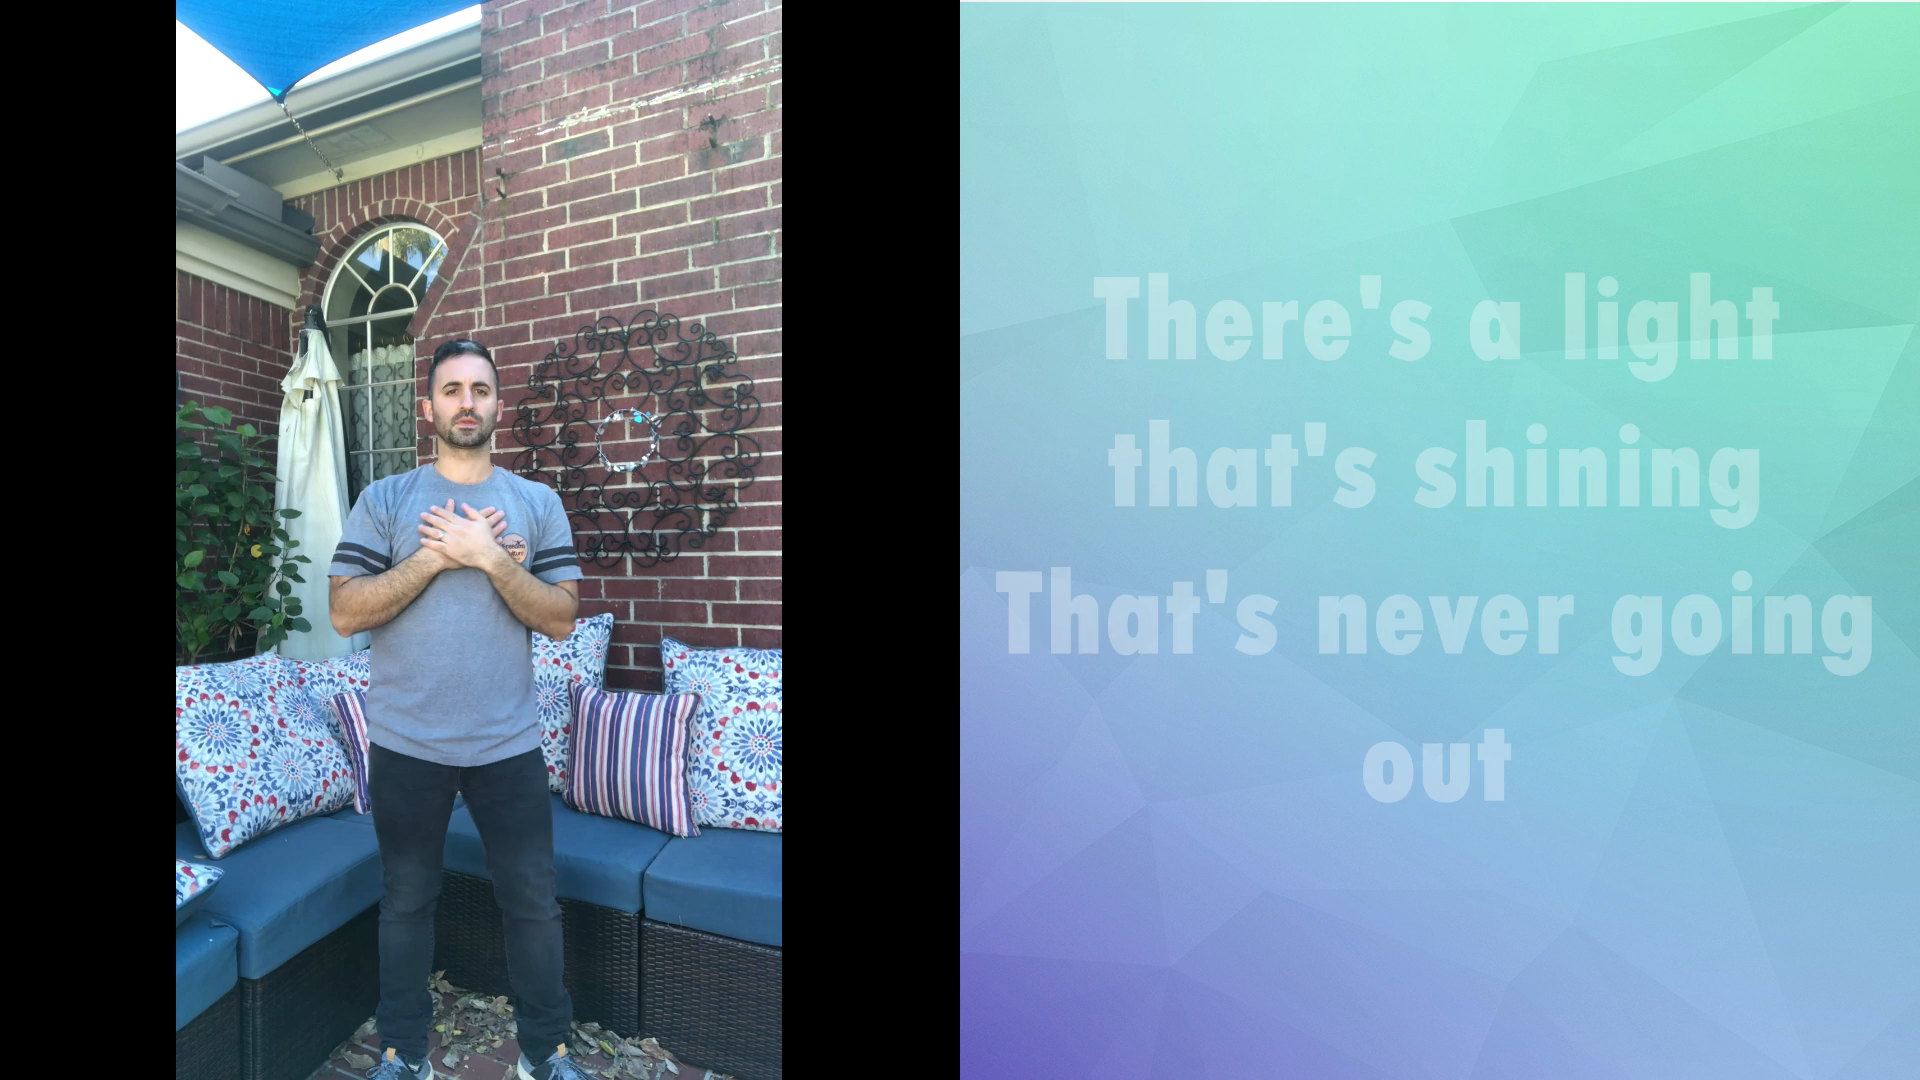 There's a light
that's shining
That's never going
out